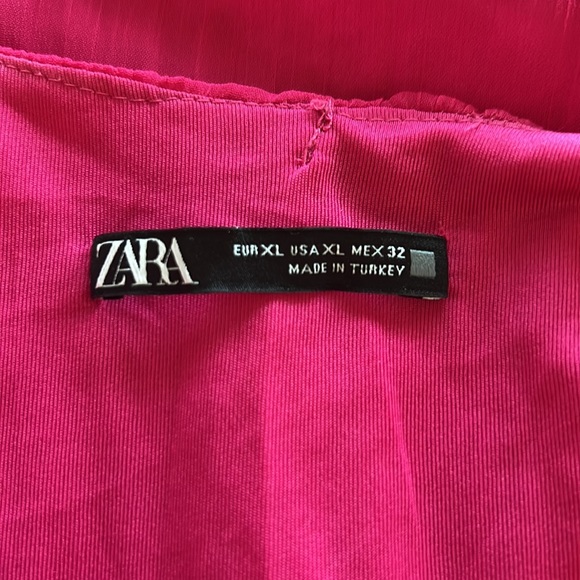 ZARA
EUR XL USA XL MEX 32
MADE IN TURKEY